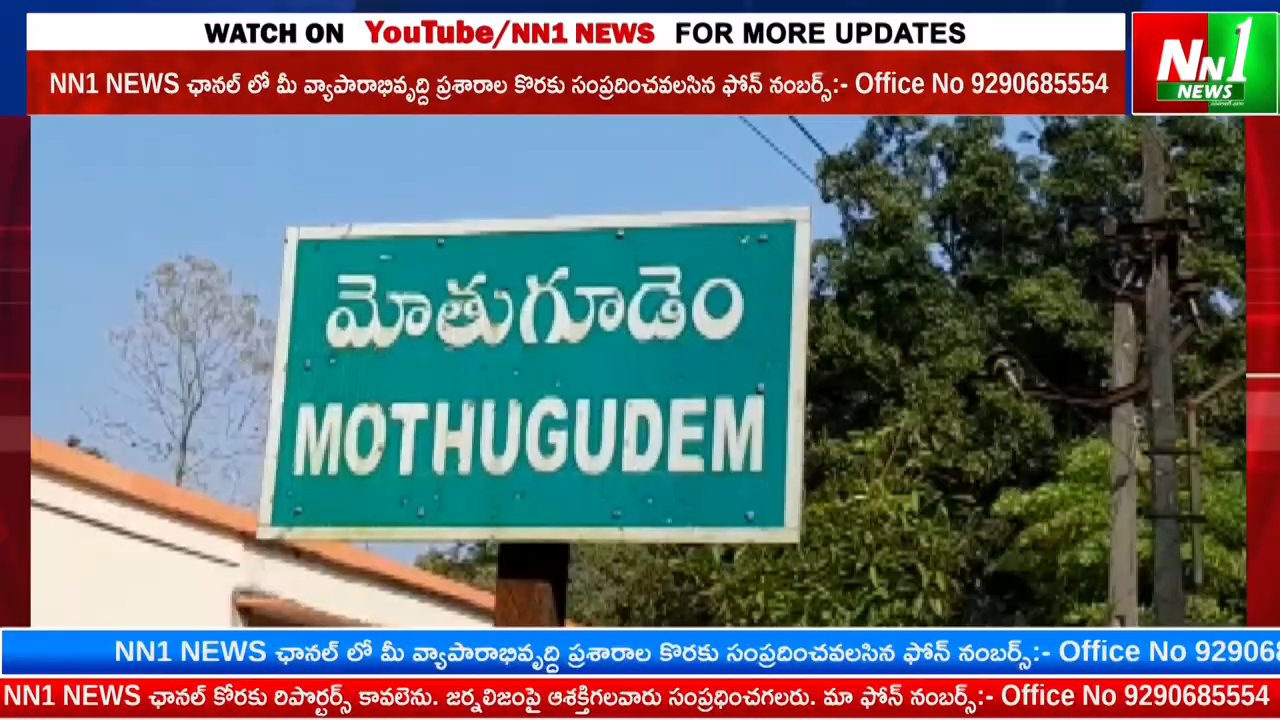 WATCH ON YouTube/NN1 NEWS FOR MORE UPDATES
NN1 NEWS ఛానల్ లో మీ వ్యాపారాభివృద్ది ప్రశారాల కొరకు సంప్రదించవలసిన ఫోన్ నంబర్స్:- Office No 9290685554
NN1
NEWS
మోతుగూడెం
MOTHUGUDEM
NN1 NEWS ఛానల్ లో మీ వ్యాపారాభివృద్ది ప్రశారాల కొరకు సంప్రదించవలసిన ఫోన్ నంబర్స్:- Office No 92906
NN1 NEWS ఛానల్ కోరకు రిపోర్టర్స్ కావలెను. జర్నలిజంపై ఆశక్తిగలవారు సంప్రధించగలరు. మా ఫోన్ నంబర్స్:- Office No 9290685554